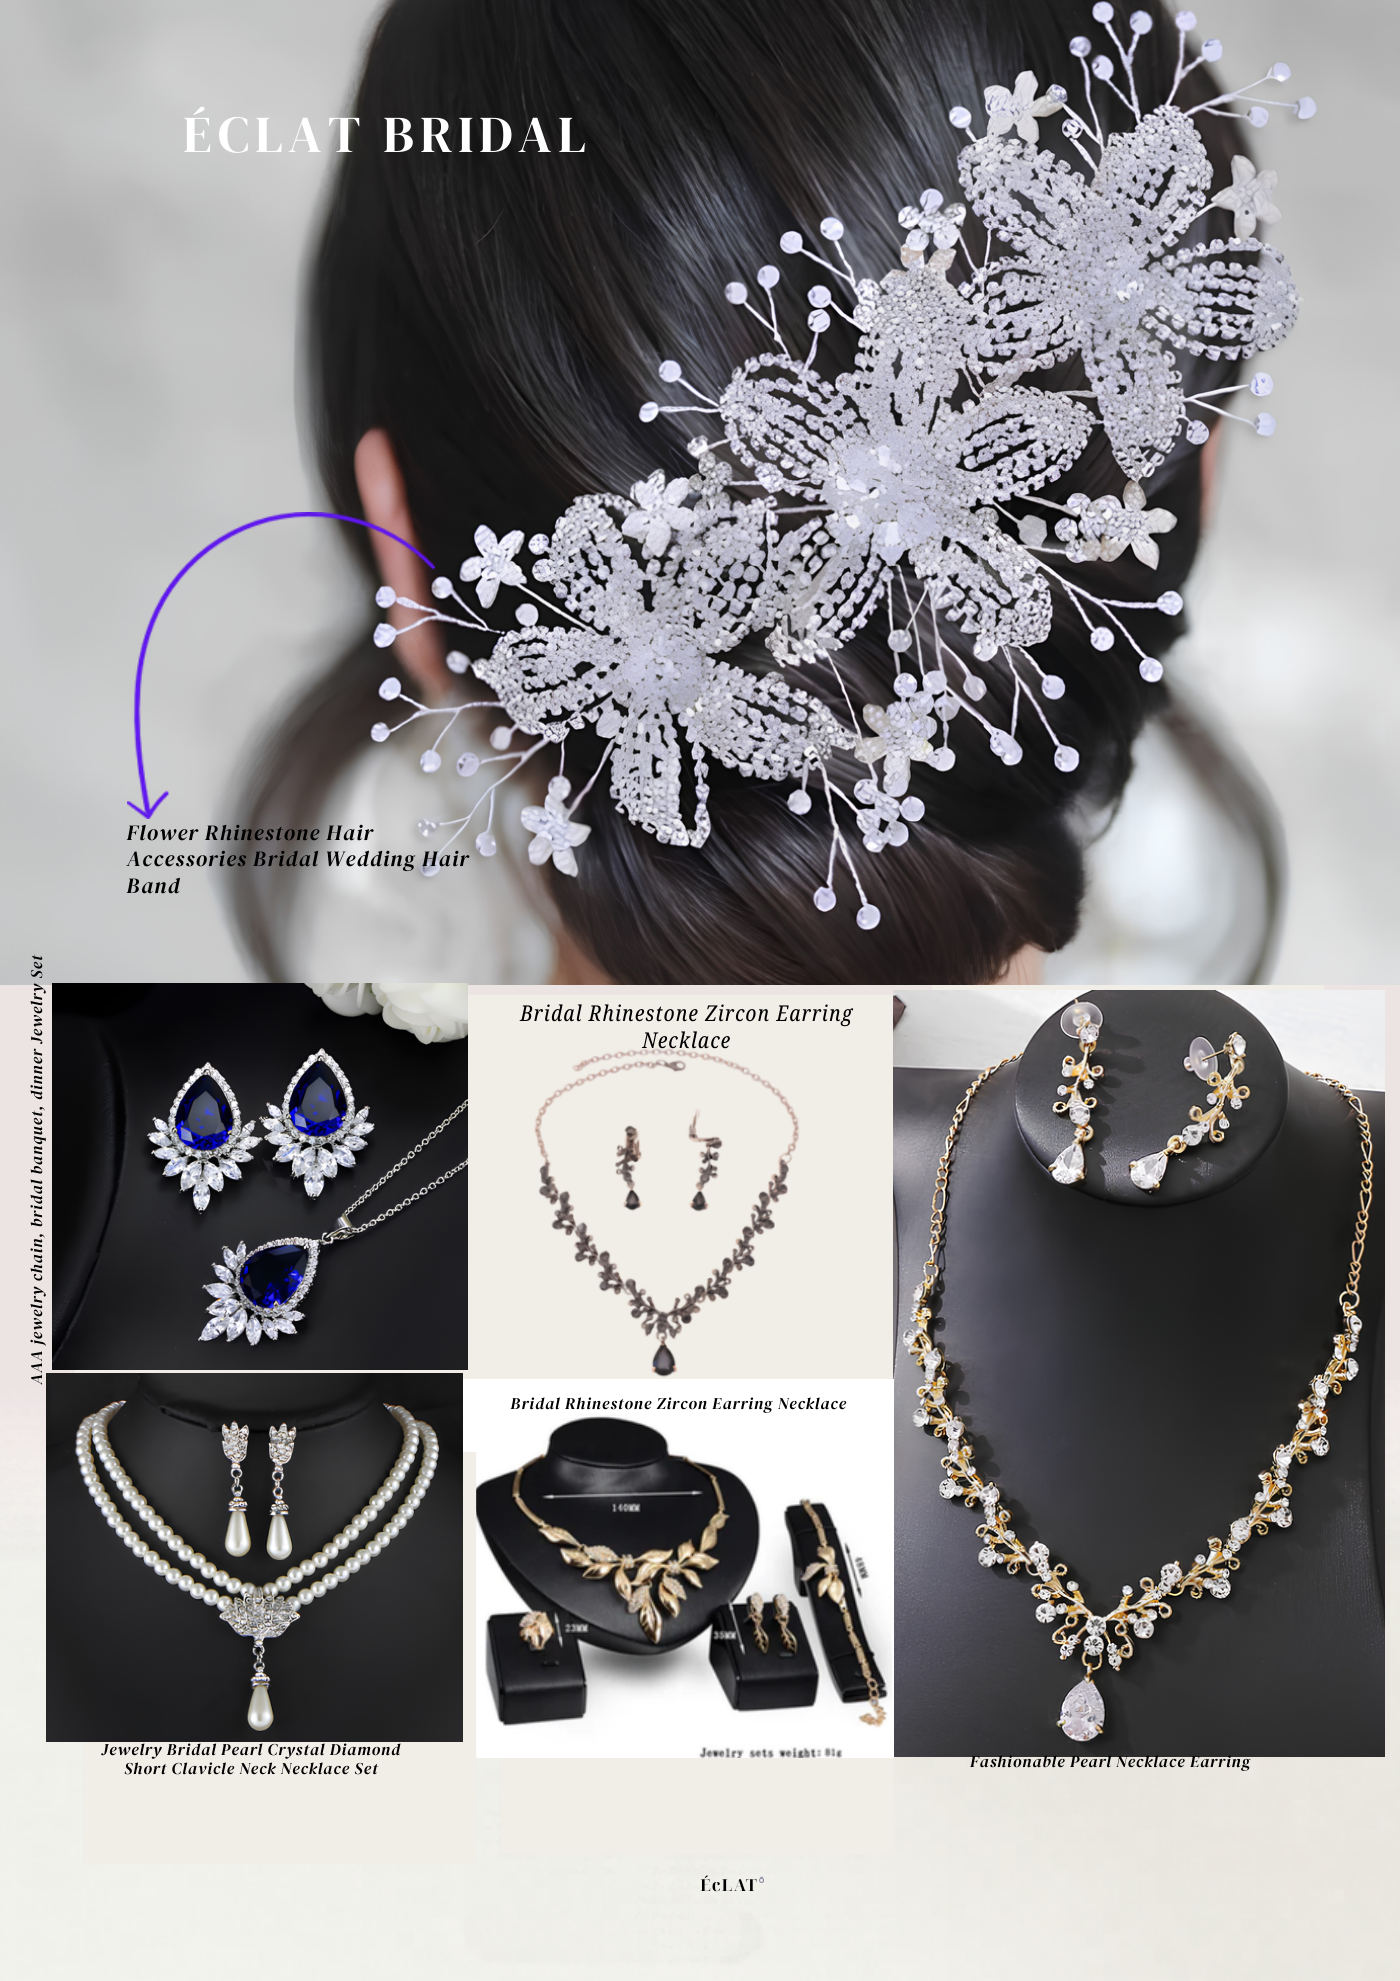 ÉCLAT BRIDAL
Flower Rhinestone Hair
Accessories Bridal Wedding Hair
Band
AAA jewelry chain, bridal banquet, dinner Jewelry Set
Bridal Rhinestone Zircon Earring
Necklace
Bridal Rhinestone Zircon Earring Necklace
140MM
48MM
23MM
35MM
Jewelry sets weight: 81g
Jewelry Bridal Pearl Crystal Diamond
Short Clavicle Neck Necklace Set
Fashionable Pearl Necklace Earring
ÉcLAT